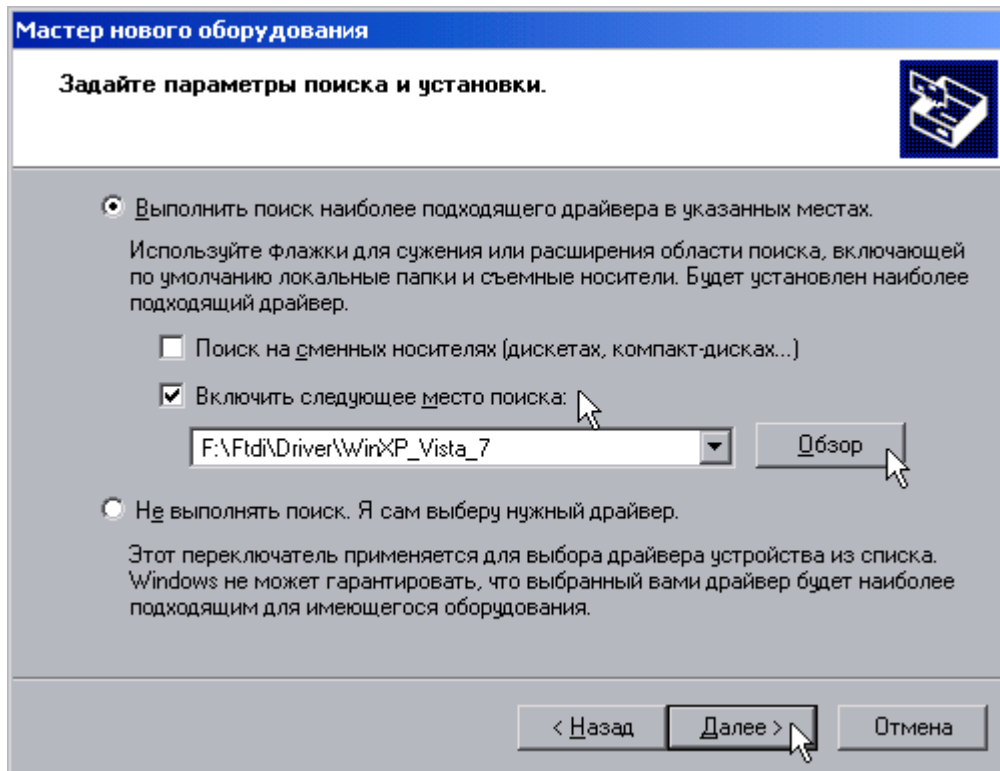 Мастер нового оборудования
Задайте параметры поиска и установки.
Выполнить поиск наиболее подходящего драйвера в указанных местах.
Используйте флажки для сужения или расширения области поиска, включающей
по умолчанию локальные папки и съемные носители. Будет установлен наиболее
подходящий драйвер.
Поиск на сменных носителях (дискетах, компакт-дисках...)
Включить следующее место поиска:
F:\Ftdi\Driver\WinXP_Vista_7
Обзор
Не выполнять поиск. Я сам выберу нужный драйвер.
Этот переключатель применяется для выбора драйвера устройства из списка.
Windows не может гарантировать, что выбранный вами драйвер будет наиболее
подходящим для имеющегося оборудования.
< Назад Далее > Отмена